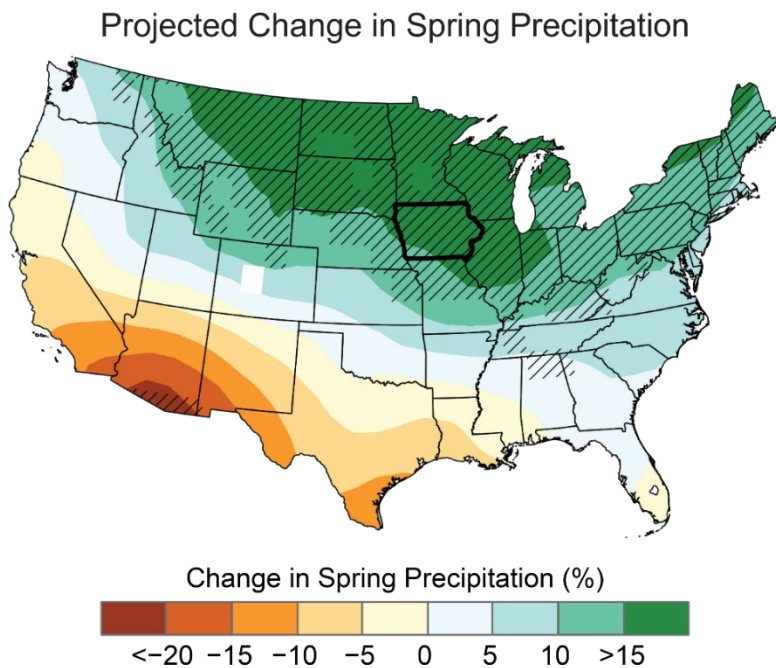 Projected Change in Spring Precipitation
Change in Spring Precipitation (%)
<−20 −15 −10 −5 0 5 10 >15